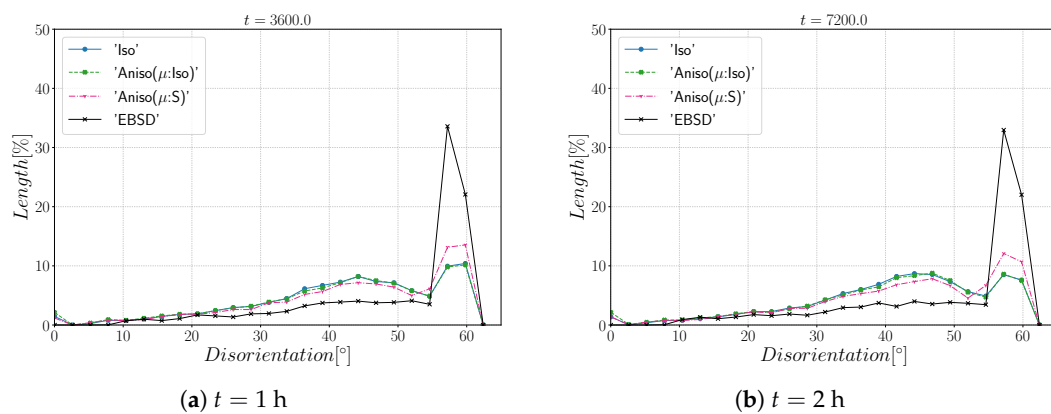 t = 3600.0
50
40
30
20
10
0
Length[%]
'Iso'
'Aniso(μ:Iso)'
'Aniso(μ:S)'
'EBSD'
0 10 20 30 40 50 60
Disorientation[°]
(a) t = 1 h
t = 7200.0
50
40
30
20
10
0
Length[%]
'Iso'
'Aniso(μ:Iso)'
'Aniso(μ:S)'
'EBSD'
0 10 20 30 40 50 60
Disorientation[°]
(b) t = 2 h